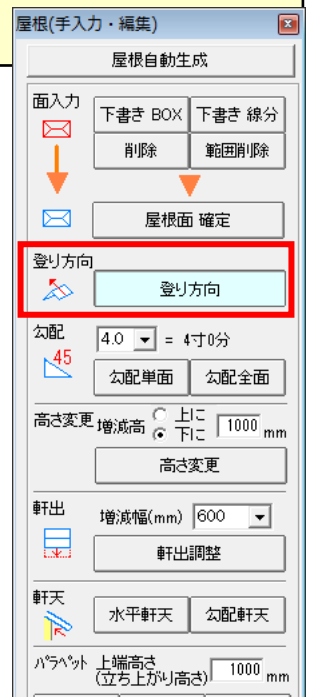 屋根(手入力・編集)
屋根自動生成
面入力
下書き BOX 下書き 線分
削除 範囲削除
屋根面 確定
登り方向
登り方向
勾配
4.0 = 4寸0分
45
勾配単面 勾配全面
高さ変更 増減高 上に 下に 1000 mm
高さ変更
軒出
増減幅(mm) 600
軒出調整
軒天
水平軒天 勾配軒天
パラペット 上端高さ
(立ち上がり高さ) 1000 mm